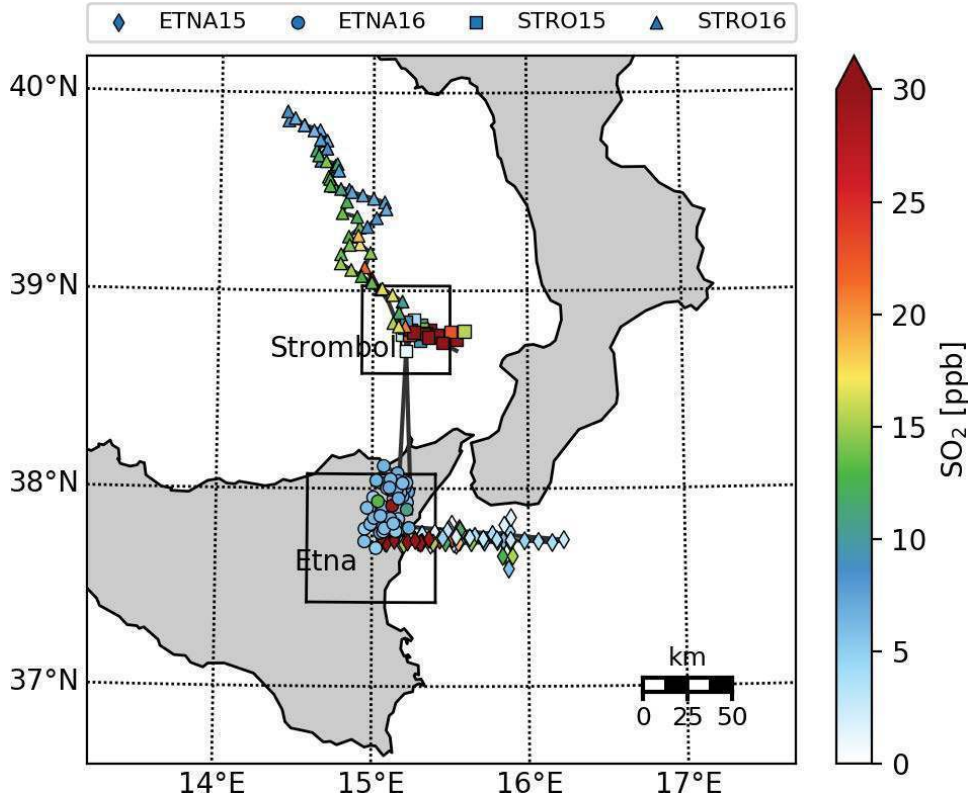 ETNA15 ETNA16 STRO15 STRO16
40°N
39°N
38°N
37°N
14°E 15°E 16°E 17°E
Strombol
Etna
km
0 25 50
30
25
20
15
10
5
0
SO₂ [ppb]